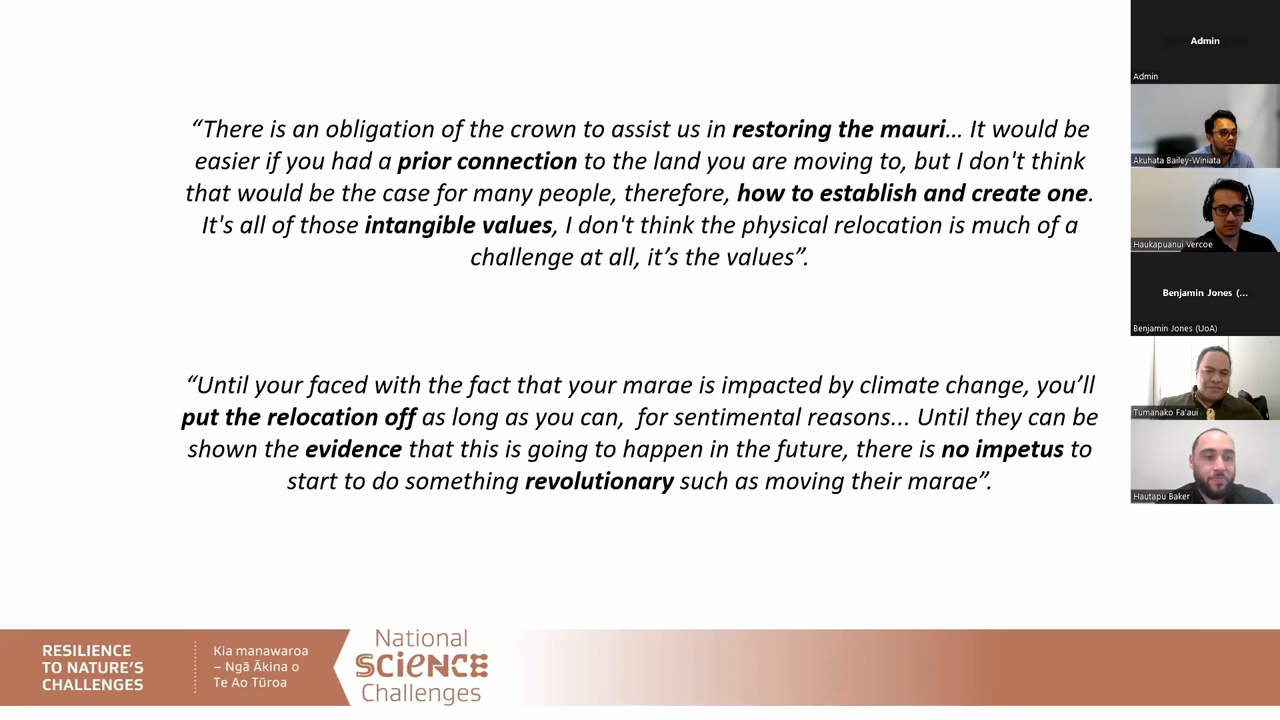 “There is an obligation of the crown to assist us in restoring the mauri… It would be
easier if you had a prior connection to the land you are moving to, but I don't think
that would be the case for many people, therefore, how to establish and create one.
It's all of those intangible values, I don't think the physical relocation is much of a
challenge at all, it’s the values”.
“Until your faced with the fact that your marae is impacted by climate change, you’ll
put the relocation off as long as you can, for sentimental reasons... Until they can be
shown the evidence that this is going to happen in the future, there is no impetus to
start to do something revolutionary such as moving their marae”.
RESILIENCE
TO NATURE’S
CHALLENGES
Kia manawaroa
– Ngā Ākina o
Te Ao Tūroa
National
SCIENCE
Challenges
Admin
Admin
Akuhata Bailey-Winiata
Haukapuanui Vercoe
Benjamin Jones (...
Benjamin Jones (UoA)
Tumanako Fa'aui
Hautapu Baker